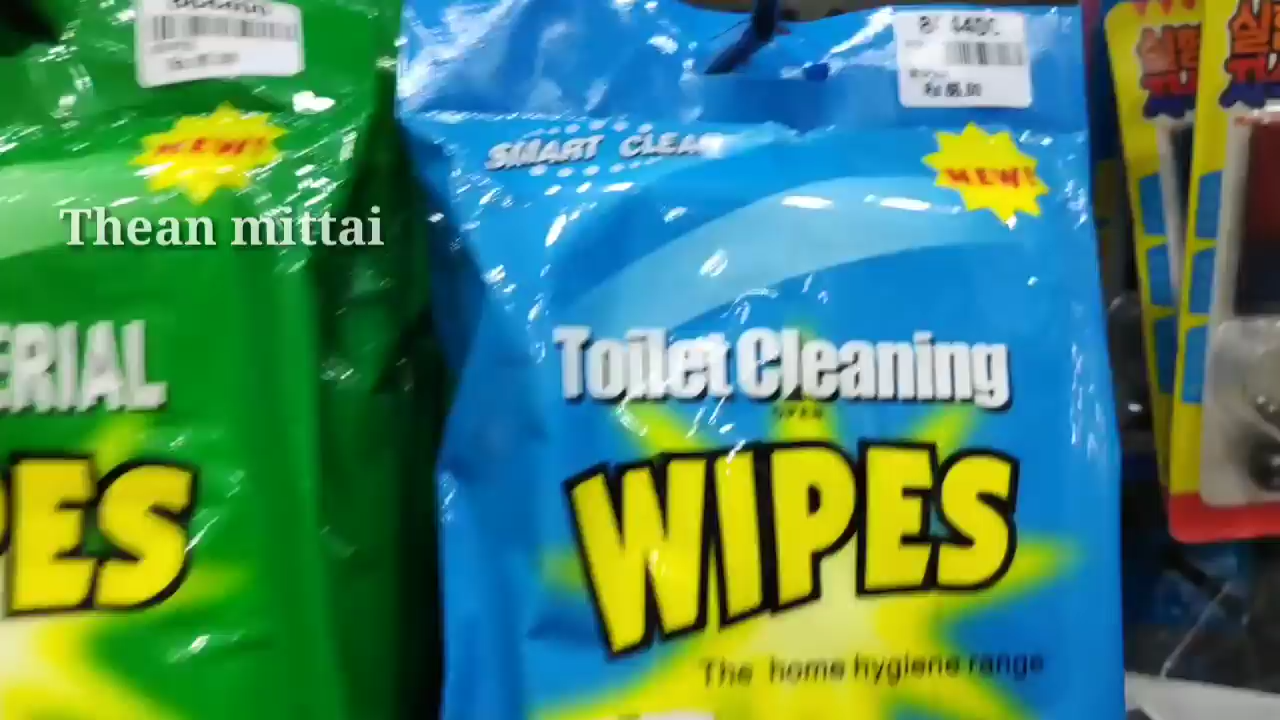 NEW!
Thean mittai
ERIAL
PES
SMART CLEAN
NEW!
Toilet Cleaning
WIPES
The home hygiene range